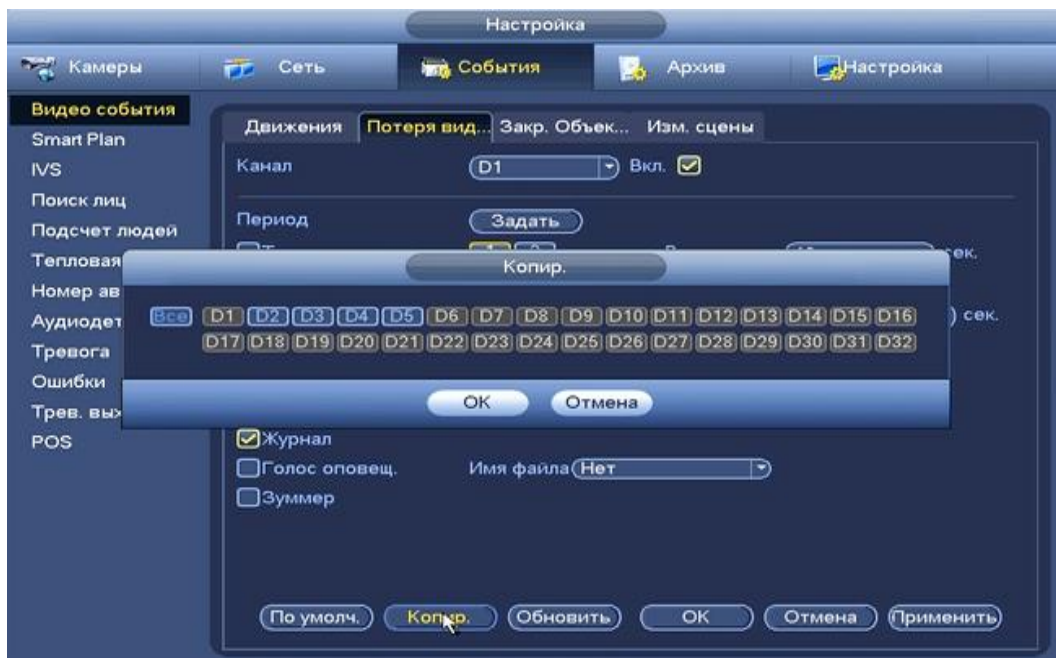 Настройка
Камеры Сеть События Архив Настройка
Видео события
Smart Plan
IVS
Поиск лиц
Подсчет людей
Тепловая
Номер ав
Аудиодет
Тревога
Ошибки
Трев. вых
POS
Движения Потеря вид... Закр. Объек... Изм. сцены
Канал D1 Вкл.
Период Задать
сек.
Копир.
Все D1 D2 D3 D4 D5 D6 D7 D8 D9 D10 D11 D12 D13 D14 D15 D16
D17 D18 D19 D20 D21 D22 D23 D24 D25 D26 D27 D28 D29 D30 D31 D32
) сек.
OK Отмена
Журнал
Голос оповещ. Имя файла Нет
Зуммер
По умолч. Копир. Обновить OK Отмена Применить